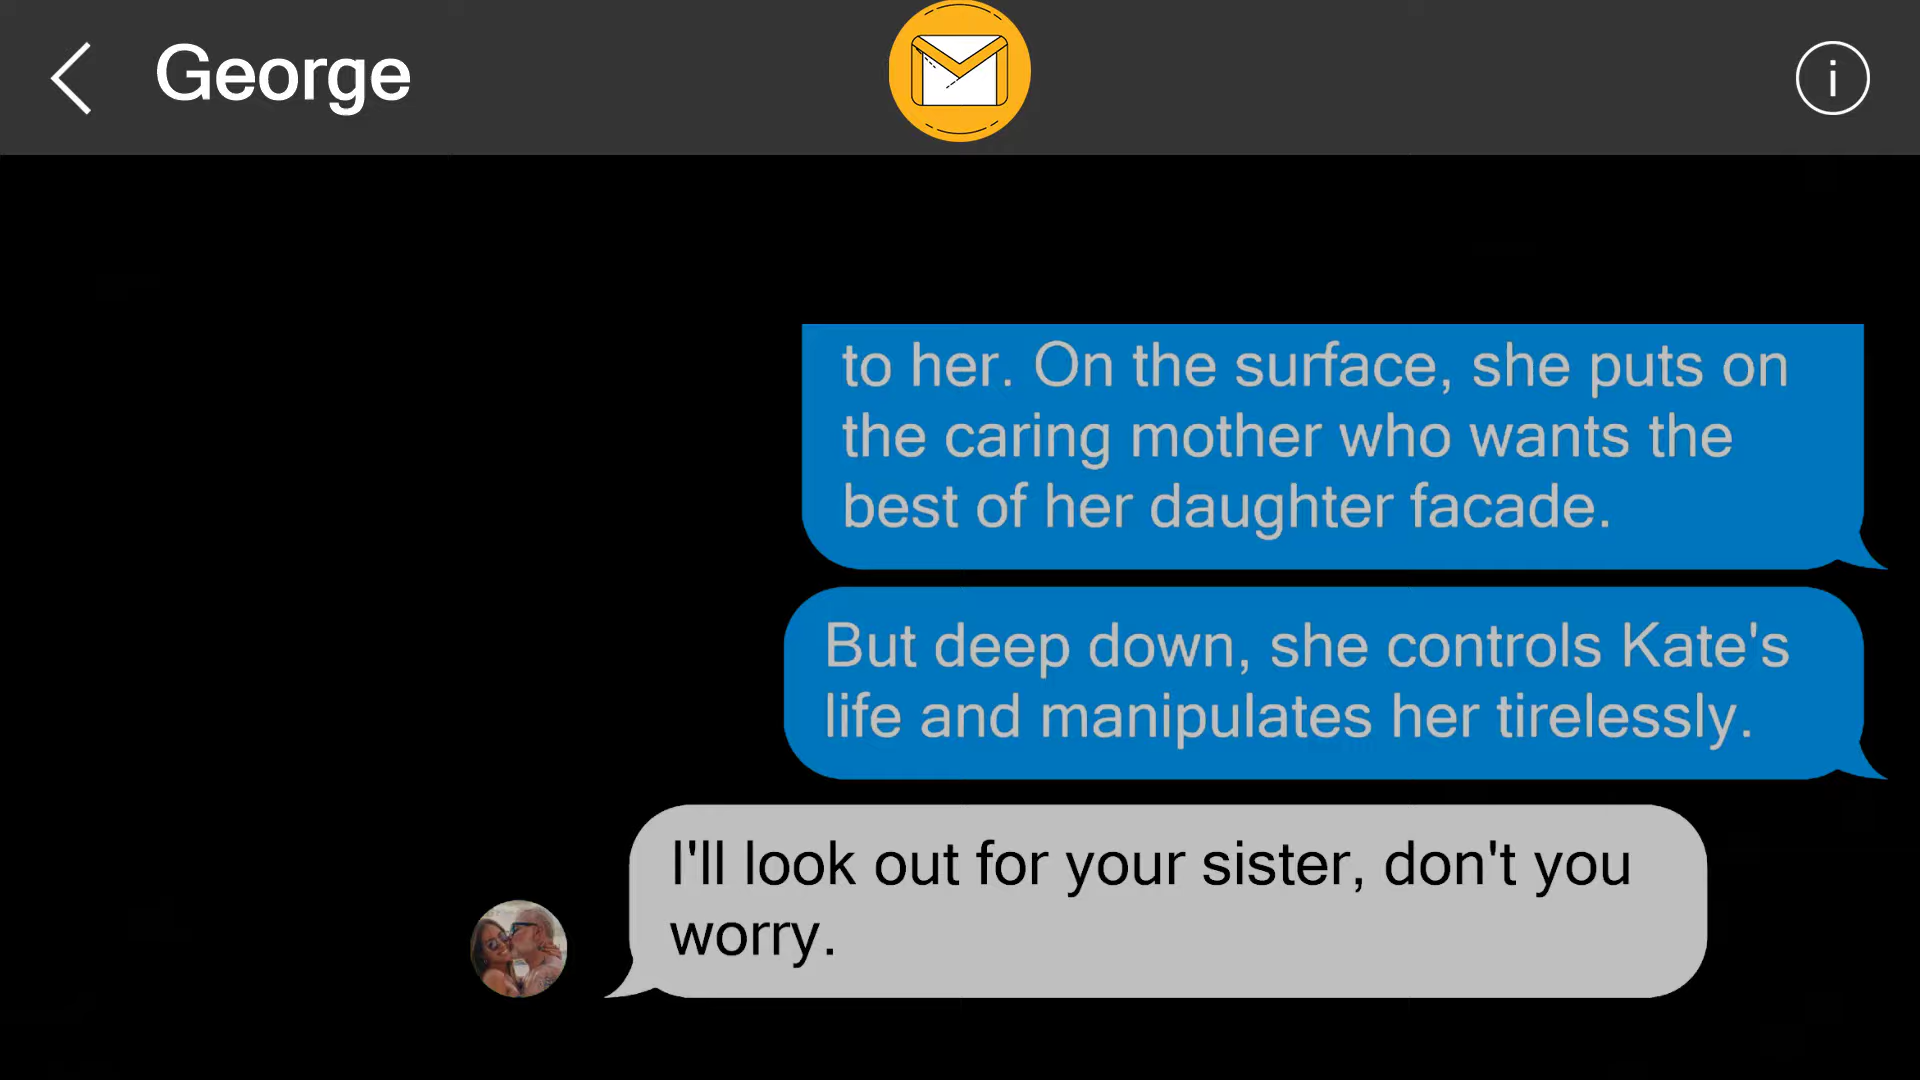 George
i
to her. On the surface, she puts on
the caring mother who wants the
best of her daughter facade.
But deep down, she controls Kate's
life and manipulates her tirelessly.
I'll look out for your sister, don't you
worry.